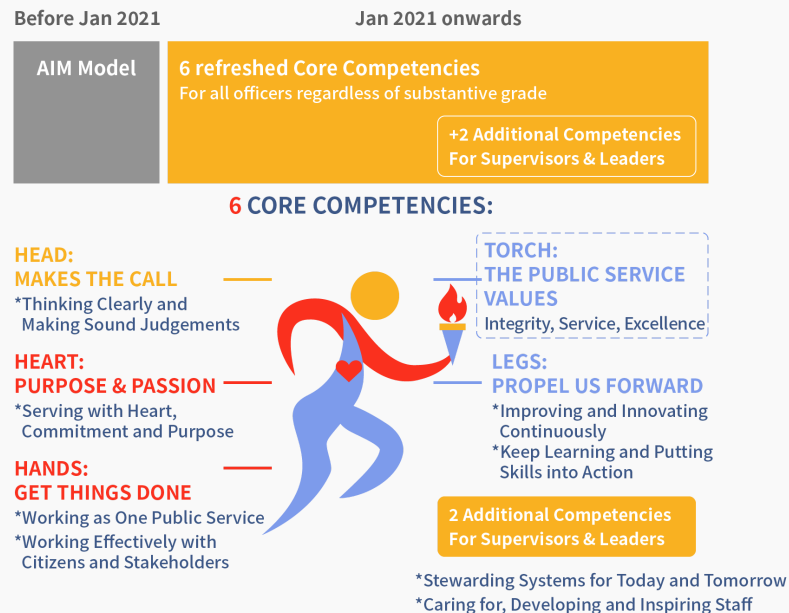 Before Jan 2021
Jan 2021 onwards
AIM Model
6 refreshed Core Competencies
For all officers regardless of substantive grade
+2 Additional Competencies
For Supervisors & Leaders
6 CORE COMPETENCIES:
HEAD:
MAKES THE CALL
*Thinking Clearly and
Making Sound Judgements
HEART:
PURPOSE & PASSION
*Serving with Heart,
Commitment and Purpose
HANDS:
GET THINGS DONE
*Working as One Public Service
*Working Effectively with
Citizens and Stakeholders
TORCH:
THE PUBLIC SERVICE
VALUES
Integrity, Service, Excellence
LEGS:
PROPEL US FORWARD
*Improving and Innovating
Continuously
*Keep Learning and Putting
Skills into Action
2 Additional Competencies
For Supervisors & Leaders
*Stewarding Systems for Today and Tomorrow
*Caring for, Developing and Inspiring Staff